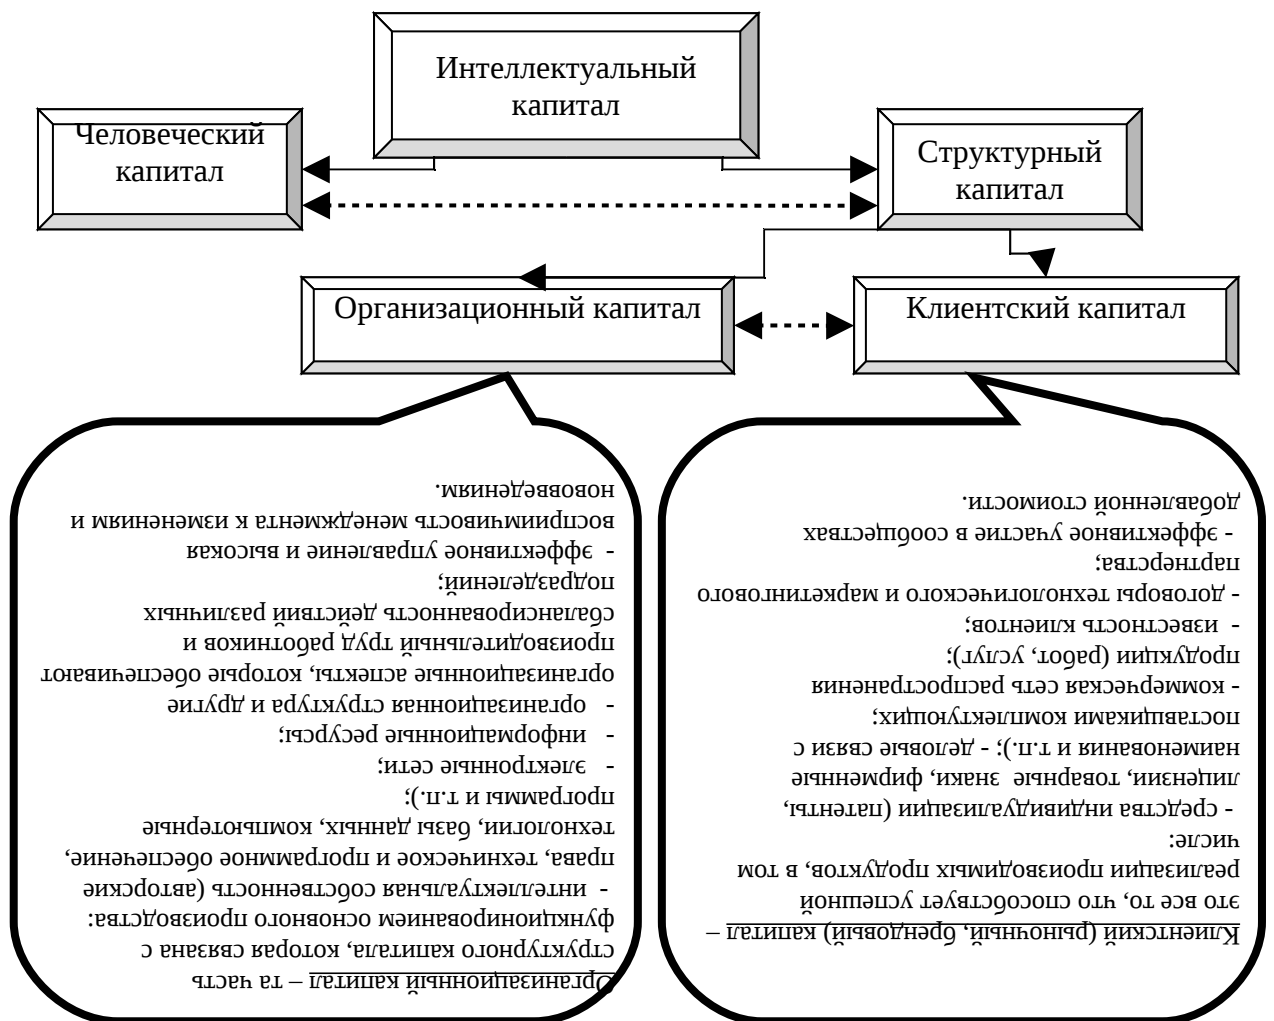 Интеллектуальный
капитал
Человеческий
капитал
Структурный
капитал
Организационный капитал
Клиентский капитал
Организационный капитал – та часть
структурного капитала, которая связана с
функционированием основного производства:
- интеллектуальная собственность (авторские
права, техническое и программное обеспечение,
технологии, базы данных, компьютерные
программы и т.п.);
- электронные сети;
- информационные ресурсы;
- организационная структура и другие
организационные аспекты, которые обеспечивают
производительный труд работников и
сбалансированность действий различных
подразделений;
- эффективное управление и высокая
восприимчивость менеджмента к изменениям и
нововведениям.
Клиентский (рыночный, брендовый) капитал –
это все то, что способствует успешной
реализации производимых продуктов, в том
числе:
- средства индивидуализации (патенты,
лицензии, товарные знаки, фирменные
наименования и т.п.); - деловые связи с
поставщиками комплектующих;
- коммерческая сеть распространения
продукции (работ, услуг);
- известность клиентов;
- договоры технологического и маркетингового
партнерства;
- эффективное участие в сообществах
добавленной стоимости.